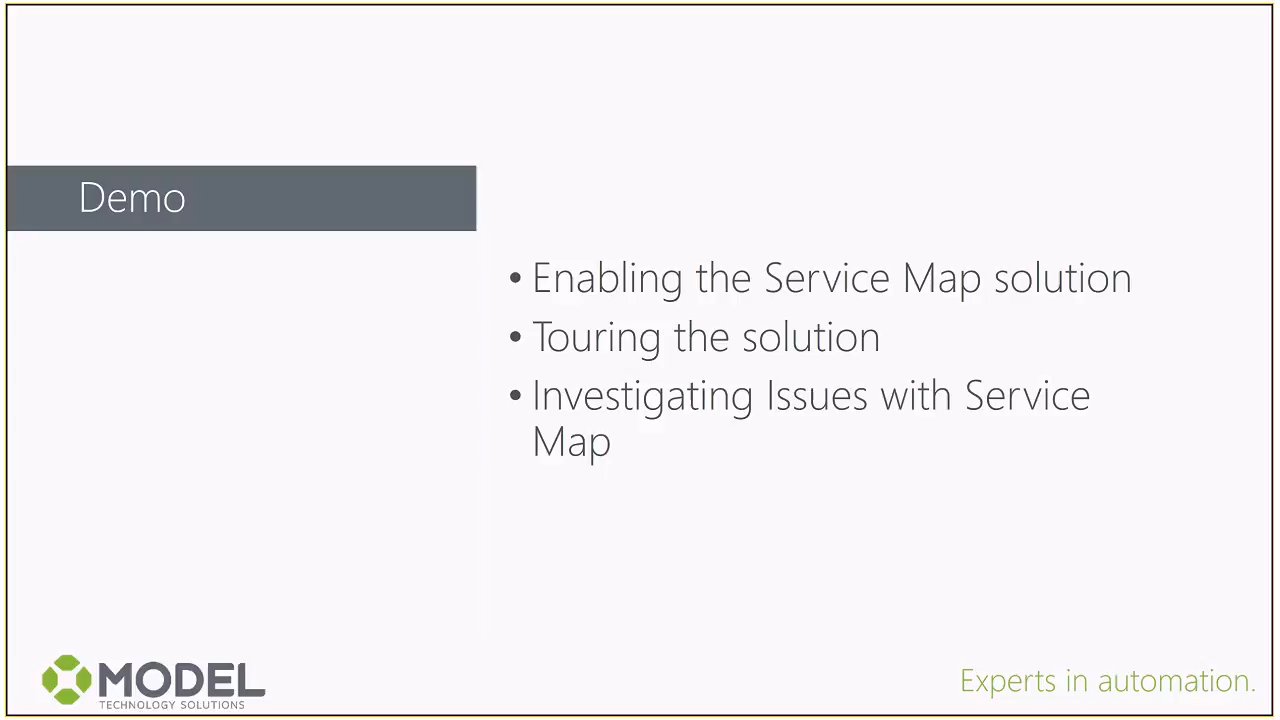 Demo
• Enabling the Service Map solution
• Touring the solution
• Investigating Issues with Service
Map
MODEL
TECHNOLOGY SOLUTIONS
Experts in automation.